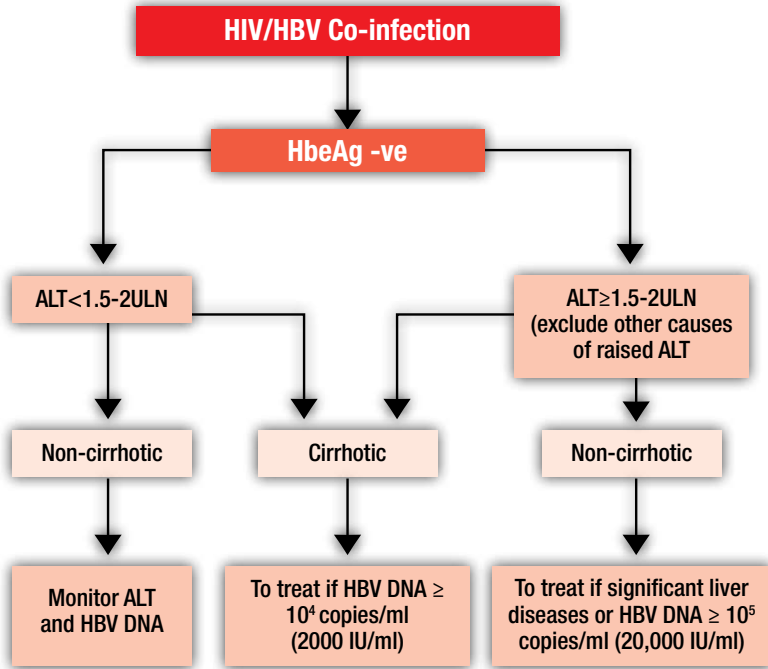 HIV/HBV Co-infection
HbeAg -ve
ALT<1.5-2ULN
ALT≥1.5-2ULN
(exclude other causes
of raised ALT
Non-cirrhotic
Cirrhotic
Non-cirrhotic
Monitor ALT
and HBV DNA
To treat if HBV DNA ≥
10⁴ copies/ml
(2000 IU/ml)
To treat if significant liver
diseases or HBV DNA ≥ 10⁵
copies/ml (20,000 IU/ml)